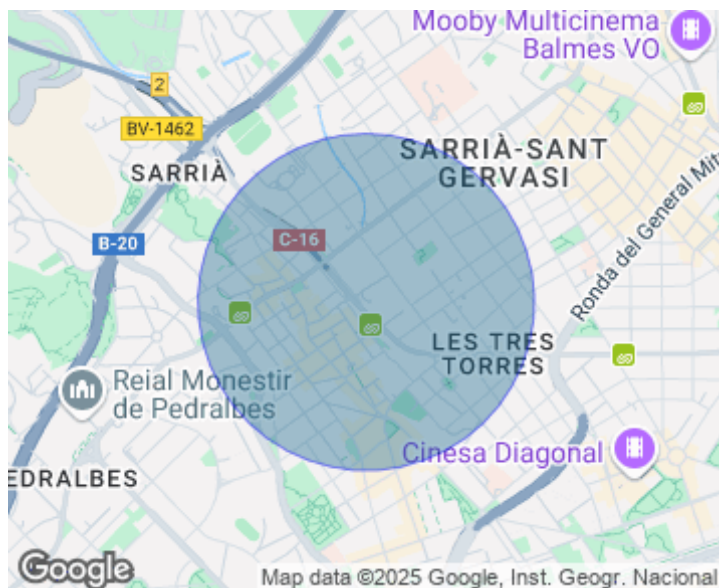 Mooby Multicinema
Balmes VO
2
BV-1462
SARRIÀ
SARRIÀ-SANT
GERVASI
B-20
C-16
Ronda del General Mit
LES TRES
TORRES
Reial Monestir
de Pedralbes
Cinesa Diagonal
EDRALBES
Google
Map data ©2025 Google, Inst. Geogr. Nacional